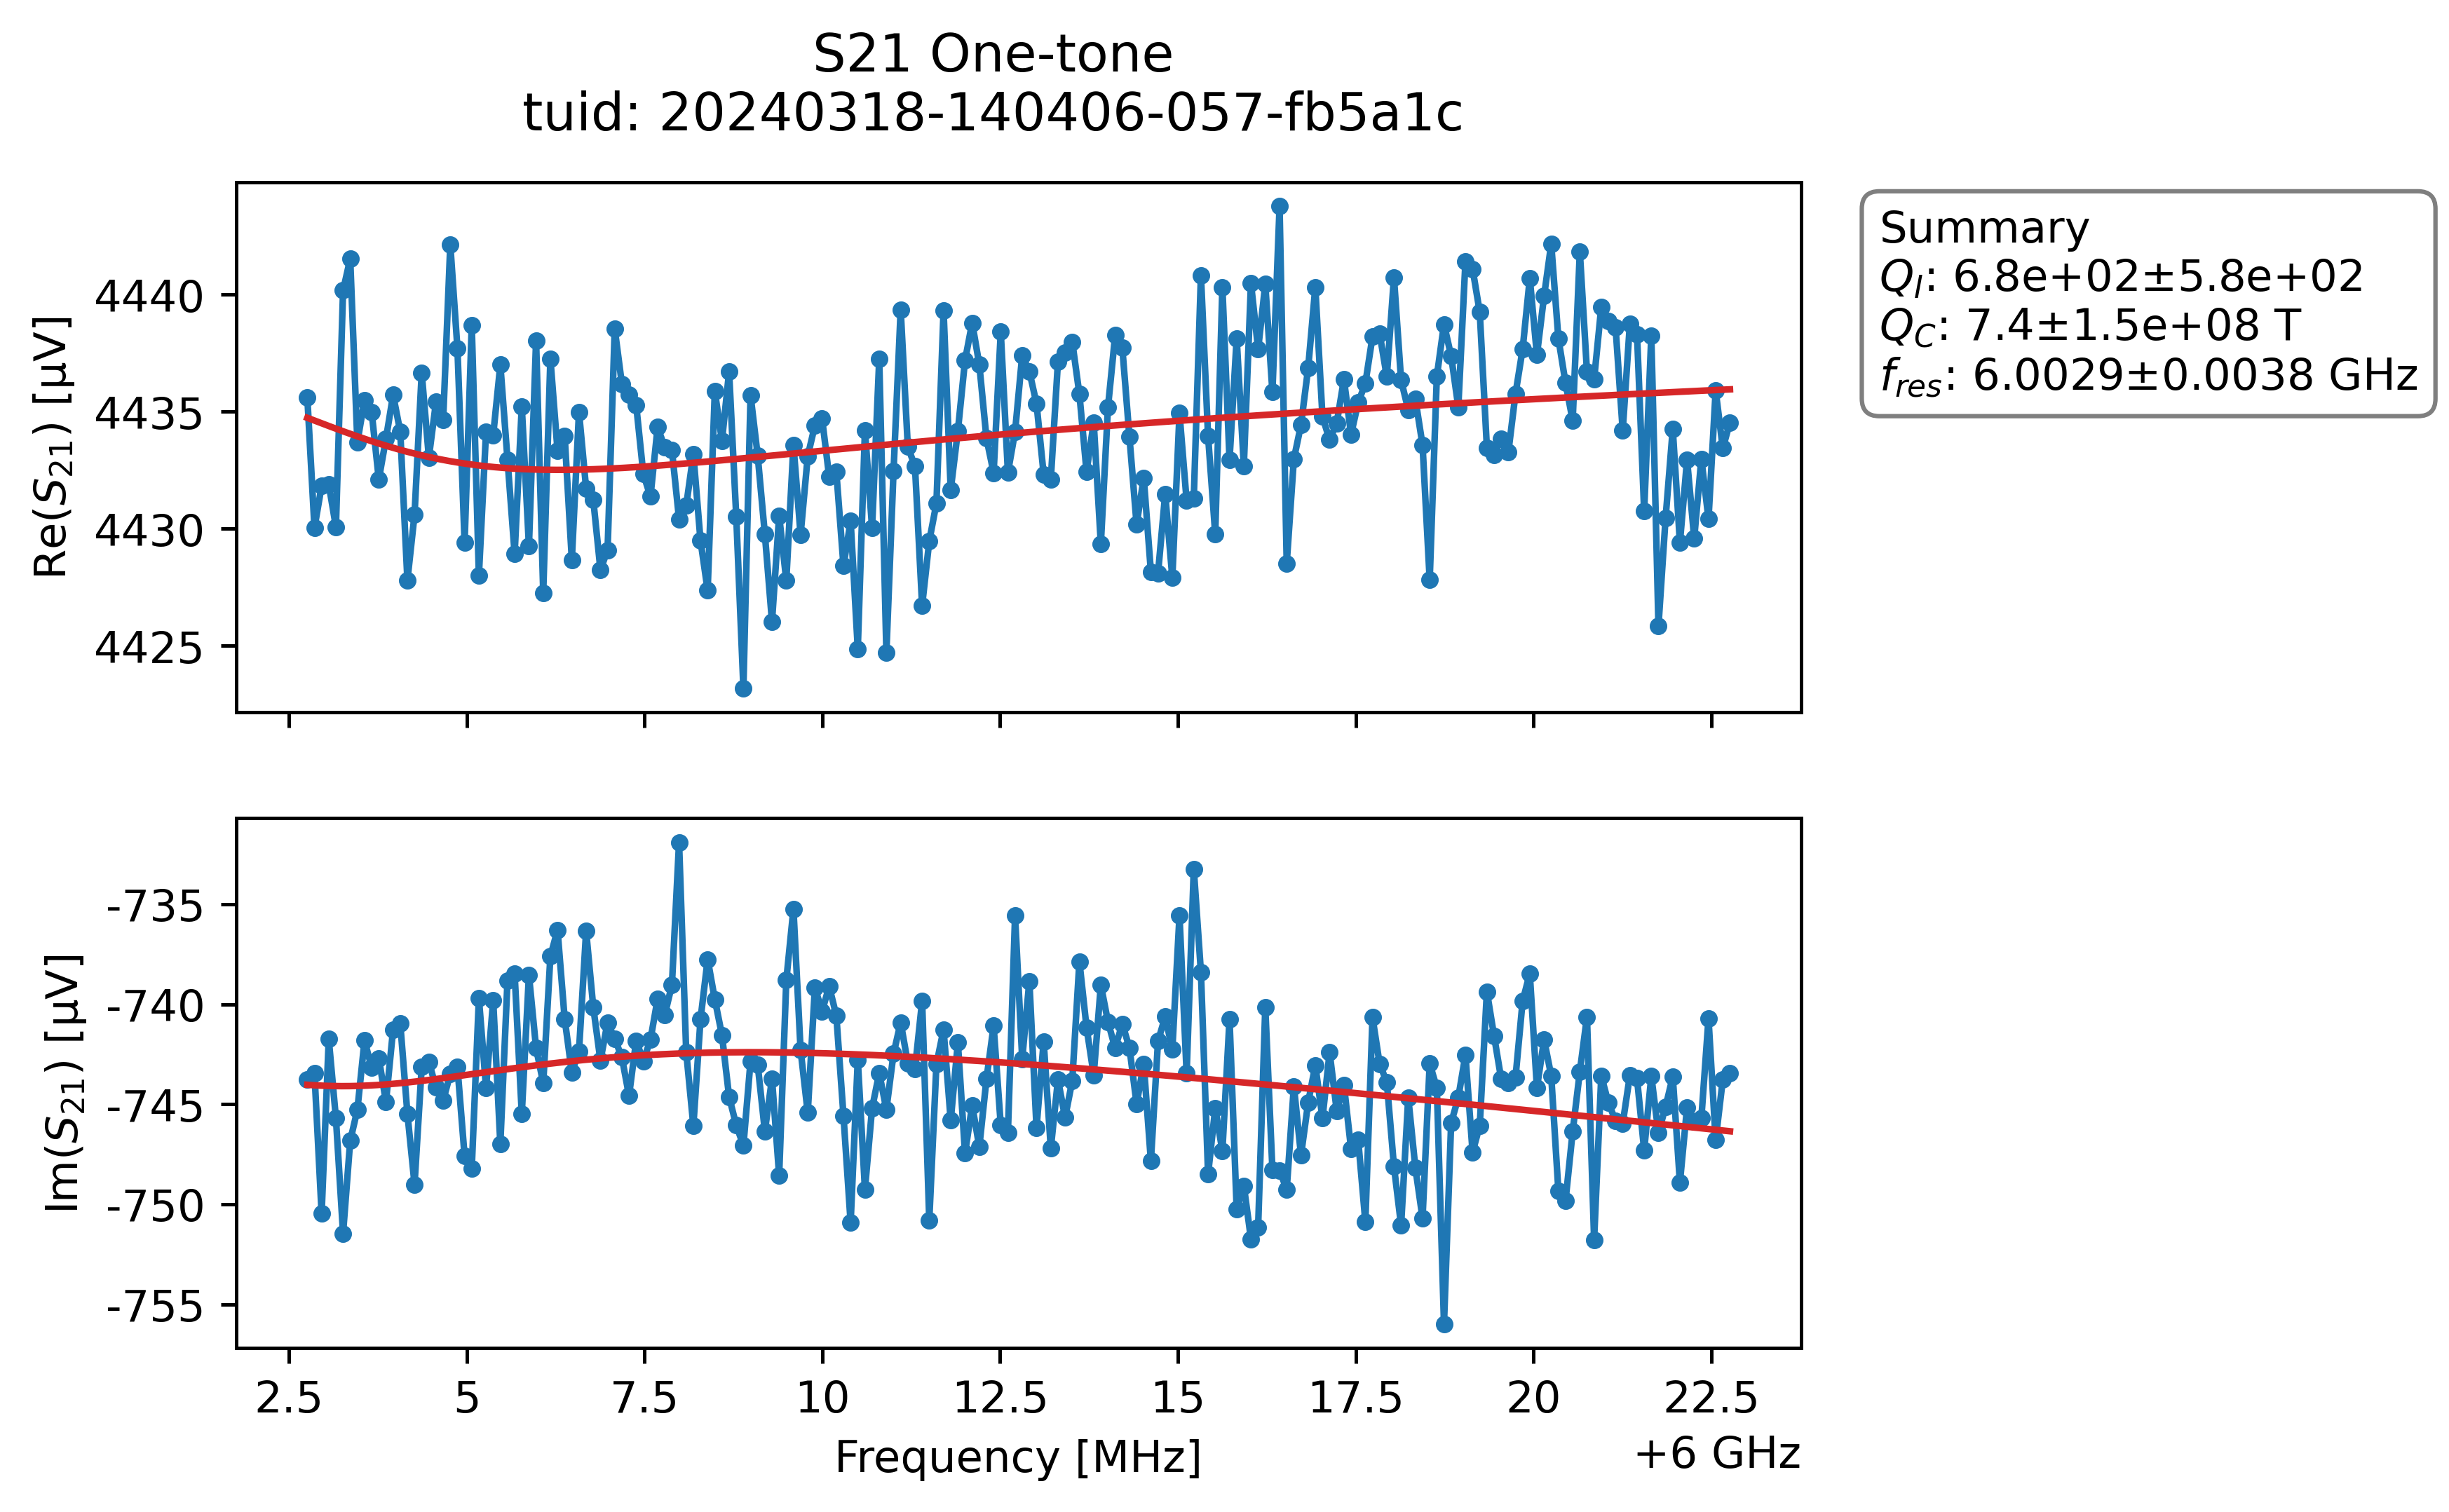 S21 One-tone
tuid: 20240318-140406-057-fb5a1c
Summary
Q_I: 6.8e+02±5.8e+02
Q_C: 7.4±1.5e+08 T
f_res: 6.0029±0.0038 GHz
Re(S₂₁) [µV]
4440
4435
4430
4425
Im(S₂₁) [µV]
-735
-740
-745
-750
-755
2.5 5 7.5 10 12.5 15 17.5 20 22.5
Frequency [MHz]
+6 GHz